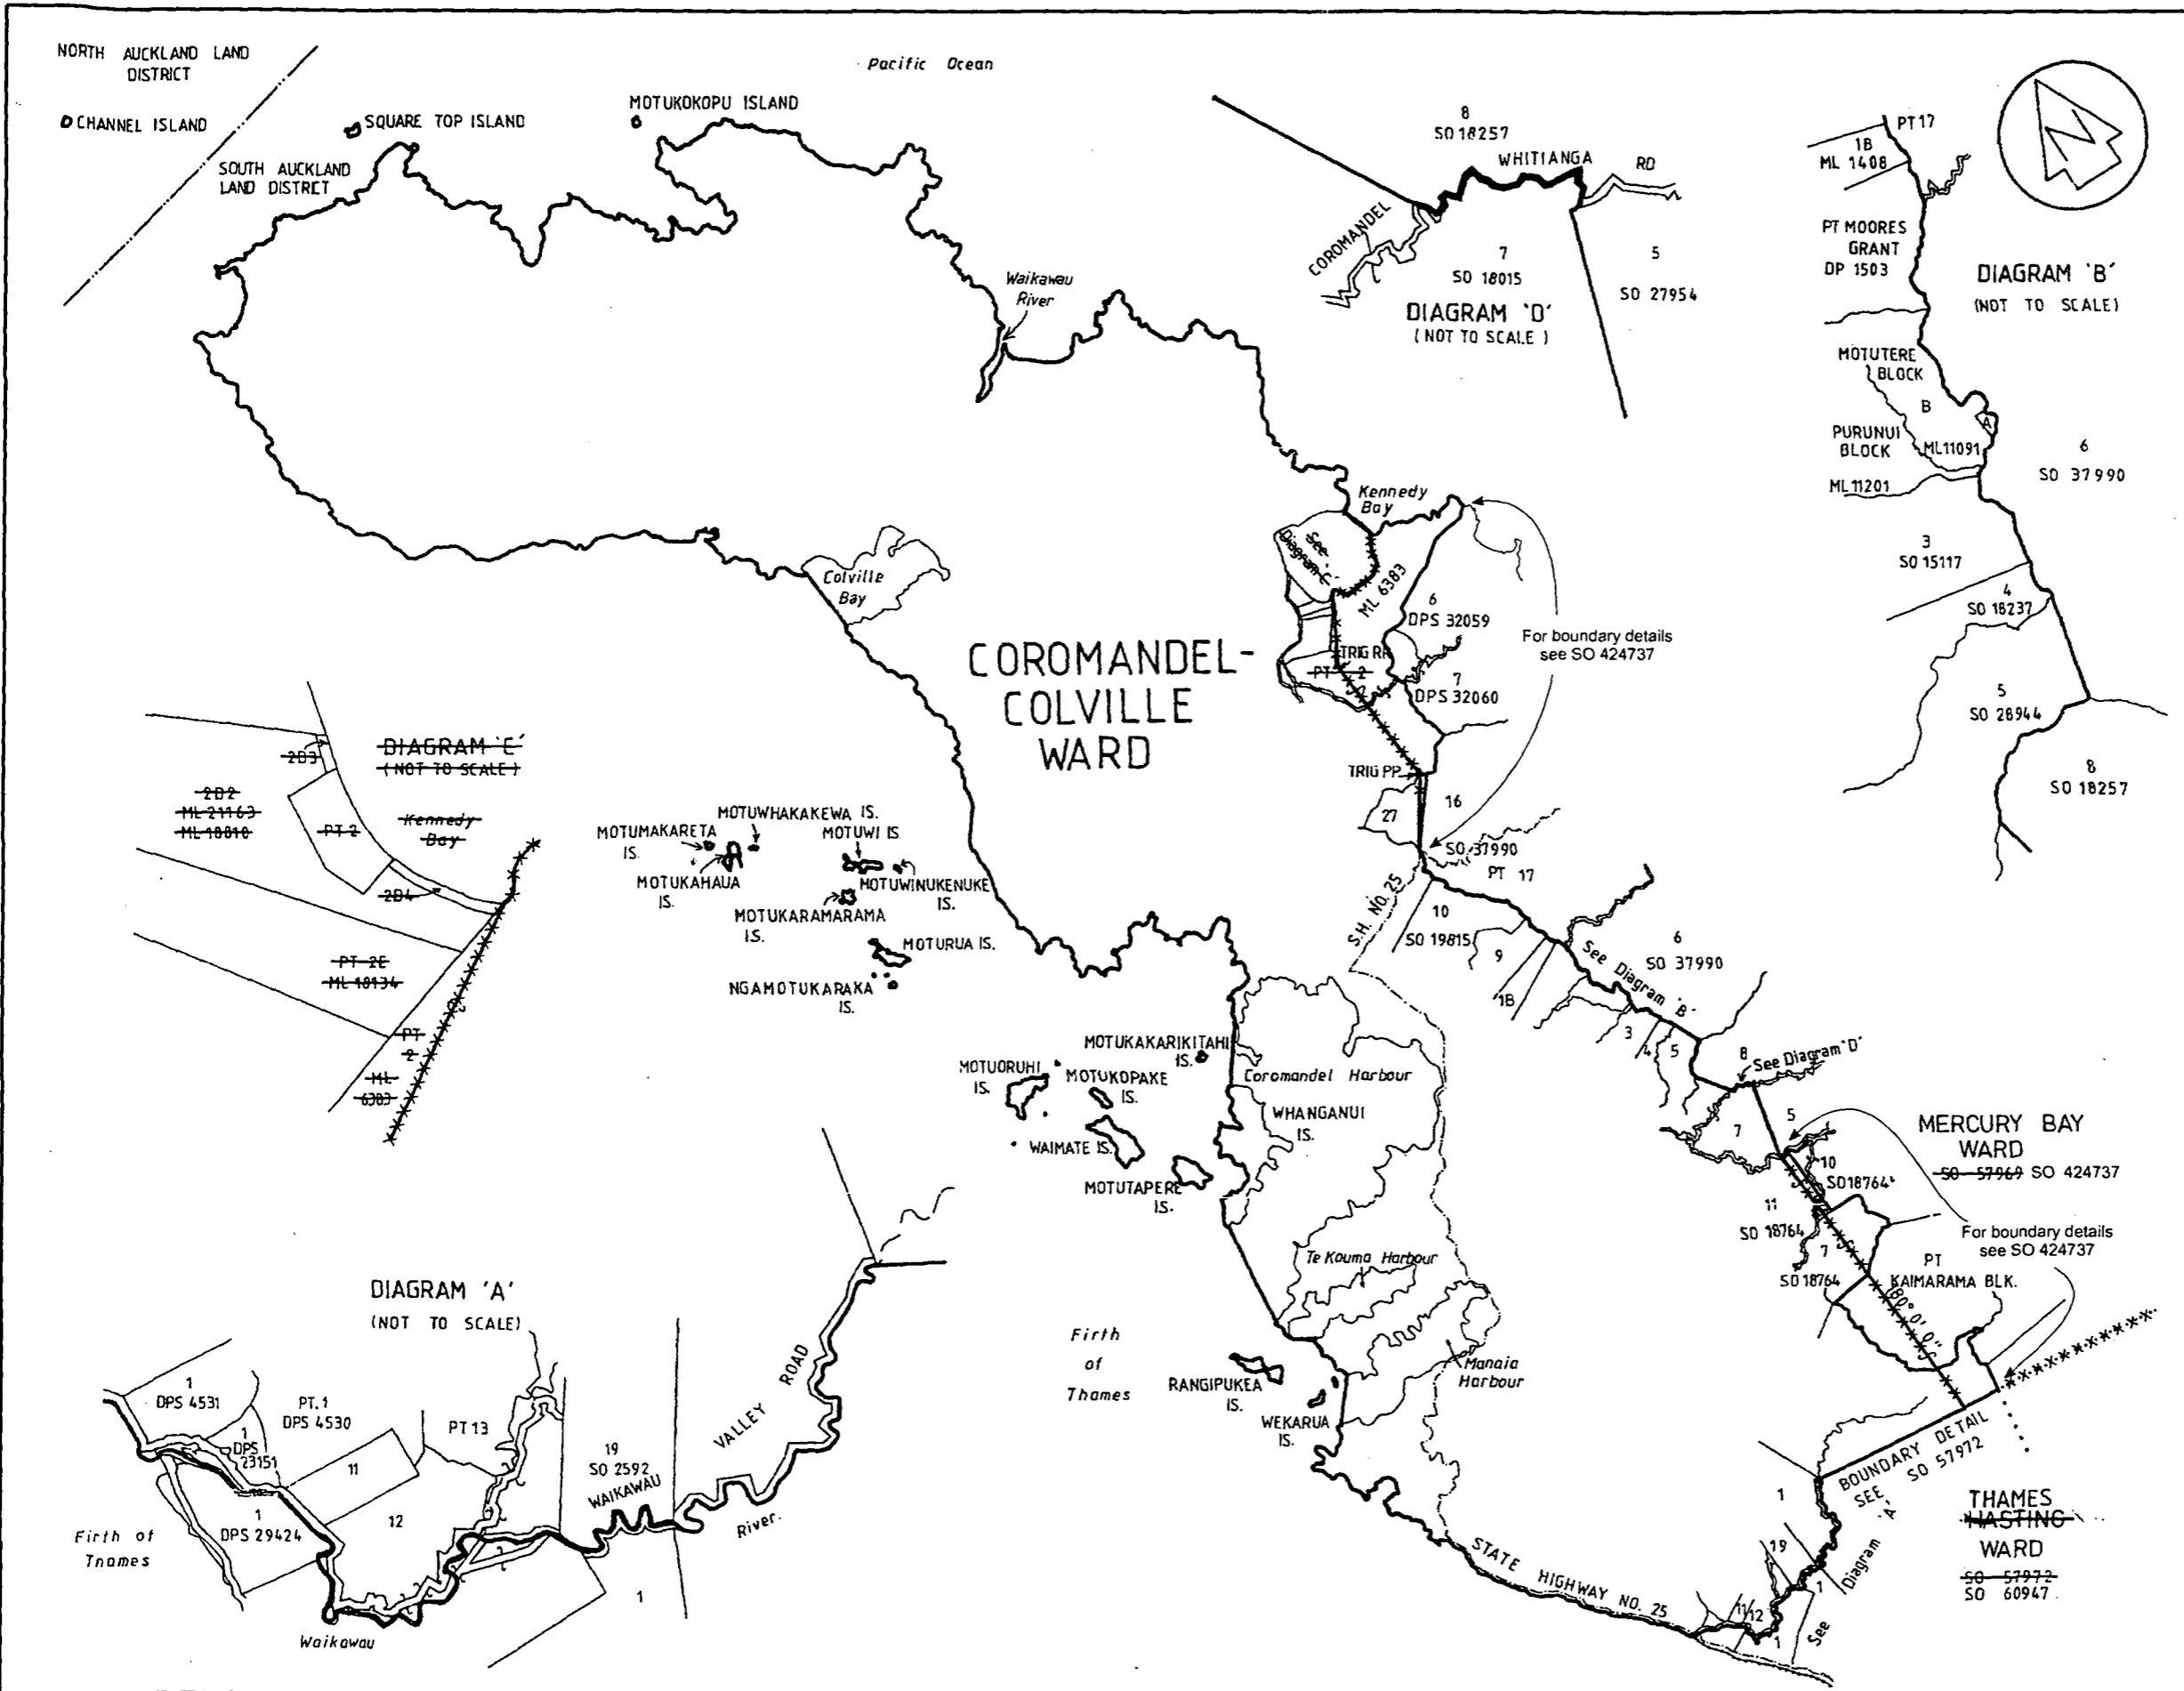 NORTH AUCKLAND LAND
DISTRICT
CHANNEL ISLAND
SQUARE TOP ISLAND
SOUTH AUCKLAND
LAND DISTRICT
MOTUKOKOPU ISLAND
Pacific Ocean
Waikawau
River
8
SO 18257
WHITIANGA
RD
COROMANDEL
7
SO 18015
5
SO 27954
DIAGRAM 'D'
(NOT TO SCALE)
PT 17
1B
ML 1408
N
PT MOORES
GRANT
DP 1503
DIAGRAM 'B'
(NOT TO SCALE)
MOTUTERE
BLOCK
B
A
PURUNUI
BLOCK
ML11091
6
SO 37990
ML11201
3
SO 15117
4
SO 18237
5
SO 28944
8
SO 18257
Kennedy
Bay
See
Diagram 'C'
ML 6383
6
DPS 32059
For boundary details
see SO 424737
TRIG RR
PT 2
7
DPS 32060
TRIG PP
16
27
SO 37990
PT 17
S.H. NO. 25
10
SO 19815
9
1B
See Diagram 'B'
6
SO 37990
3
4
5
8
See Diagram 'D'
5
7
10
SO18764
11
SO 18764
7
SO 18764
MERCURY BAY
WARD
SO 57969 SO 424737
For boundary details
see SO 424737
PT
KAIMARAMA BLK.
180° 0' 0"
BOUNDARY DETAIL
SEE SO 57972
THAMES
HASTING
WARD
SO 57972
SO 60947
1
19
1
11
12
1
See Diagram 'A'
Colville
Bay
COROMANDEL-
COLVILLE
WARD
DIAGRAM 'E'
(NOT TO SCALE)
2D3
2D2
ML 21163
ML 18810
PT 2
Kennedy
Bay
2D4
PT 2E
ML 18134
PT
2
ML
6383
MOTUMAKARETA
IS.
MOTUWHAKAKEWA IS.
MOTUWI IS
MOTUKAHAUA
IS.
MOTUWINUKENUKE
IS.
MOTUKARAMARAMA
IS.
MOTURUA IS.
NGAMOTUKARAKA
IS.
MOTUKAKARIKITAHI
IS.
MOTUORUHI
IS.
MOTUKOPAKE
IS.
Coromandel Harbour
WHANGANUI
IS.
WAIMATE IS.
MOTUTAPERE
IS.
Te Kouma Harbour
Firth
of
Thames
RANGIPUKEA
IS.
Manaia
Harbour
WEKARUA
IS.
STATE HIGHWAY NO. 25
DIAGRAM 'A'
(NOT TO SCALE)
1
DPS 4531
PT. 1
DPS 4530
1
DPS
23151
PT 13
11
12
1
DPS 29424
19
SO 2592
WAIKAWAU
VALLEY ROAD
River.
1
Firth of
Thames
Waikawau